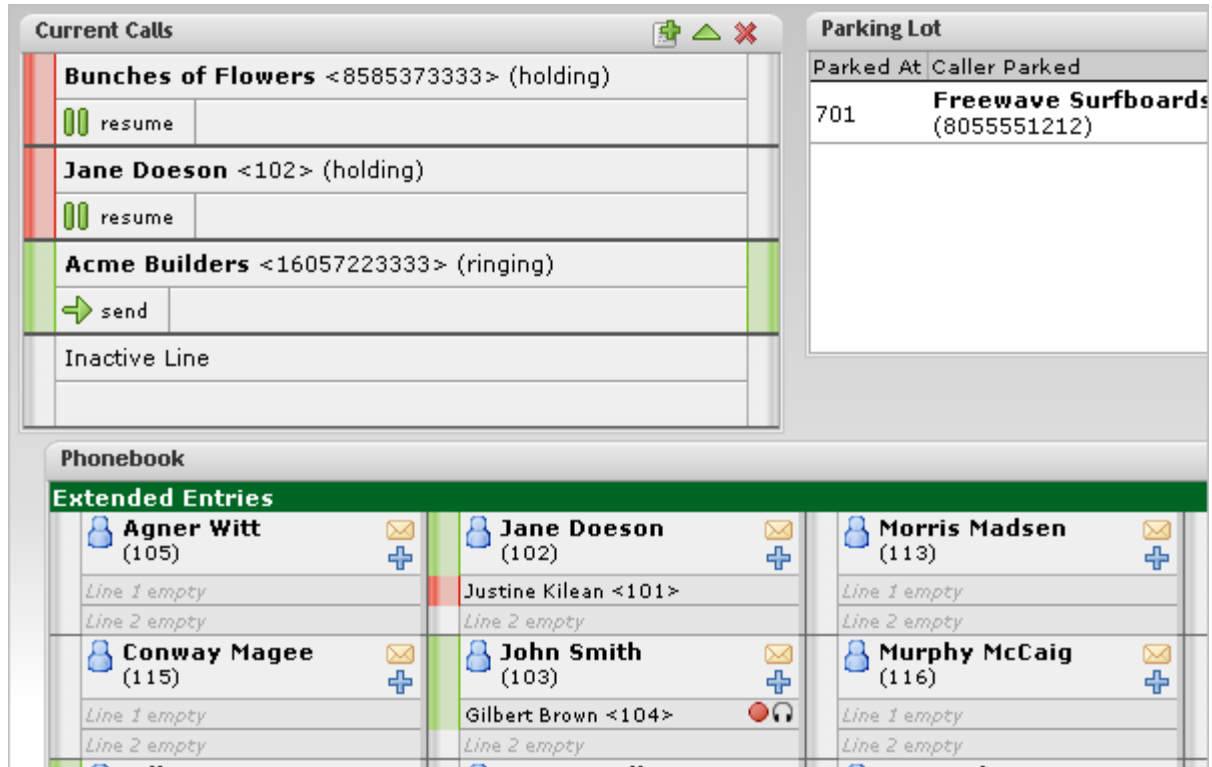 Current Calls
Bunches of Flowers <8585373333> (holding)
resume
Jane Doeson <102> (holding)
resume
Acme Builders <16057223333> (ringing)
send
Inactive Line
Parking Lot
Parked At Caller Parked
701 Freewave Surfboards
(8055551212)
Phonebook
Extended Entries
Agner Witt
(105)
Line 1 empty
Line 2 empty
Jane Doeson
(102)
Justine Kilean <101>
Line 2 empty
Morris Madsen
(113)
Line 1 empty
Line 2 empty
Conway Magee
(115)
Line 1 empty
Line 2 empty
John Smith
(103)
Gilbert Brown <104>
Line 2 empty
Murphy McCaig
(116)
Line 1 empty
Line 2 empty